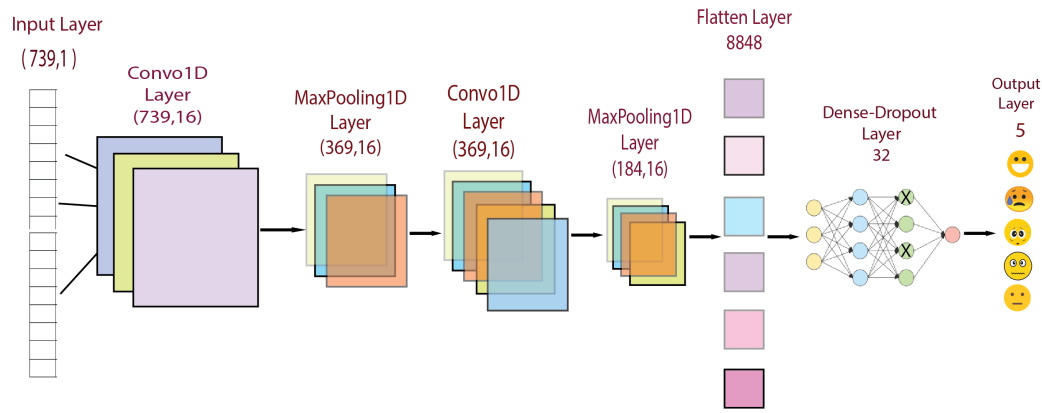 Input Layer
(739,1)
Convo1D
Layer
(739,16)
MaxPooling1D
Layer
(369,16)
Convo1D
Layer
(369,16)
MaxPooling1D
Layer
(184,16)
Flatten Layer
8848
Dense-Dropout
Layer
32
X
X
Output
Layer
5